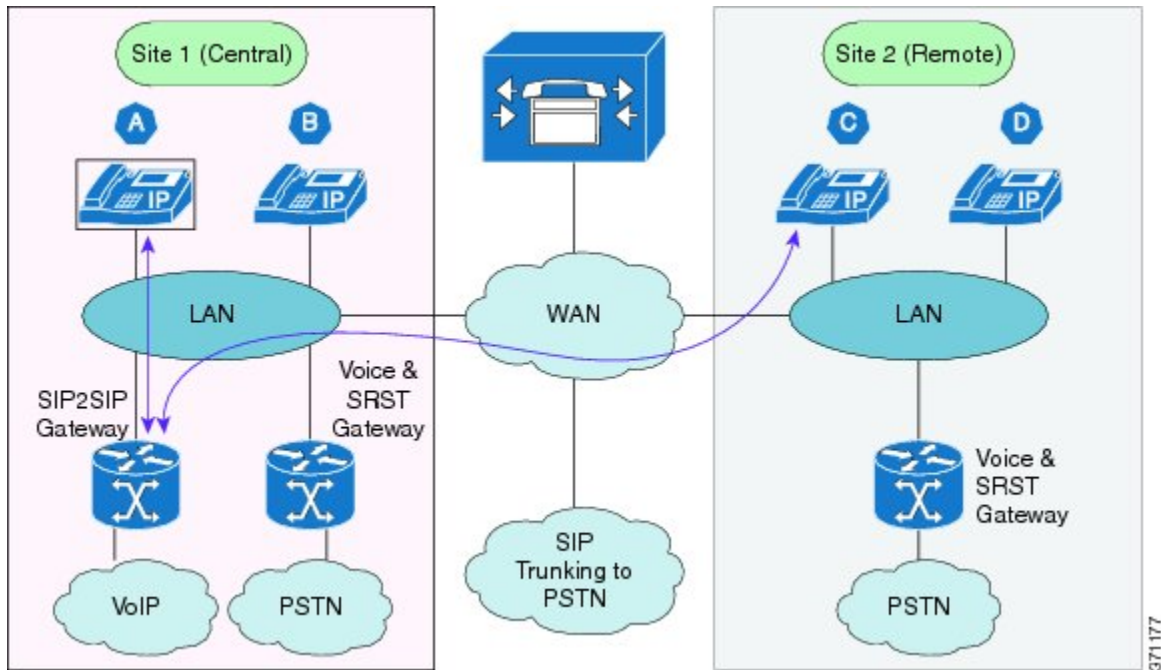 Site 1 (Central)
Site 2 (Remote)
A
B
C
D
IP
IP
IP
IP
LAN
WAN
LAN
SIP2SIP
Gateway
Voice &
SRST
Gateway
Voice &
SRST
Gateway
VoIP
PSTN
SIP
Trunking to
PSTN
PSTN
371177